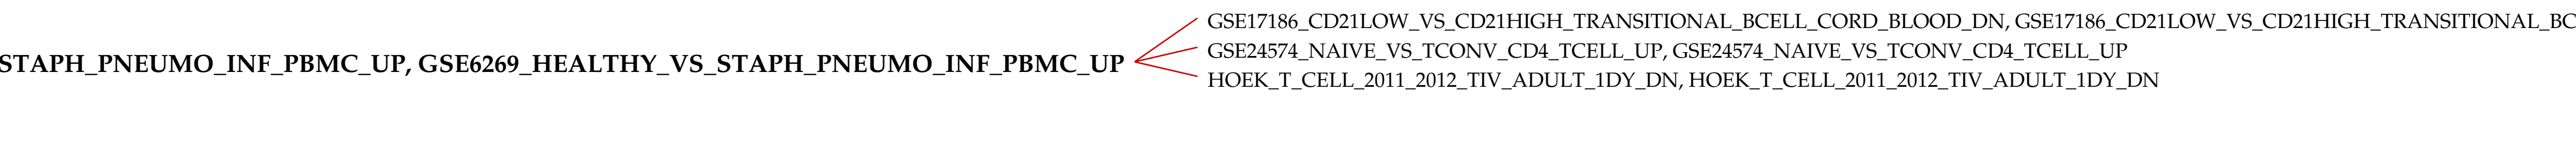 GSE17186_CD21LOW_VS_CD21HIGH_TRANSITIONAL_BCELL_CORD_BLOOD_DN, GSE17186_CD21LOW_VS_CD21HIGH_TRANSITIONAL_BC
STAPH_PNEUMO_INF_PBMC_UP, GSE6269_HEALTHY_VS_STAPH_PNEUMO_INF_PBMC_UP
GSE24574_NAIVE_VS_TCONV_CD4_TCELL_UP, GSE24574_NAIVE_VS_TCONV_CD4_TCELL_UP
HOEK_T_CELL_2011_2012_TIV_ADULT_1DY_DN, HOEK_T_CELL_2011_2012_TIV_ADULT_1DY_DN